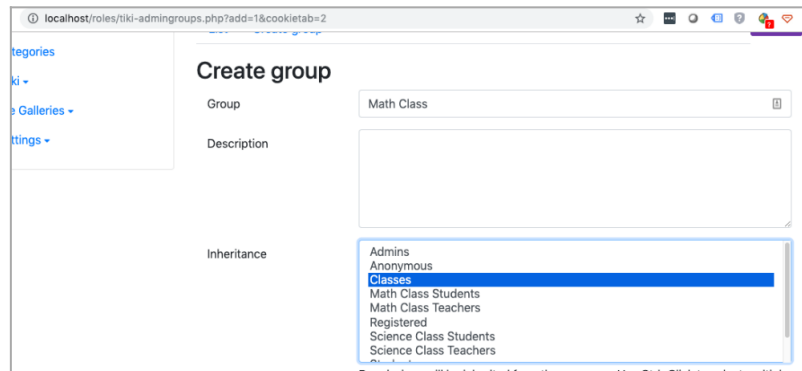 localhost/roles/tiki-admingroups.php?add=1&cookietab=2
tegories
ki
e Galleries
ttings
Create group
Group
Math Class
Description
Inheritance
Admins
Anonymous
Classes
Math Class Students
Math Class Teachers
Registered
Science Class Students
Science Class Teachers